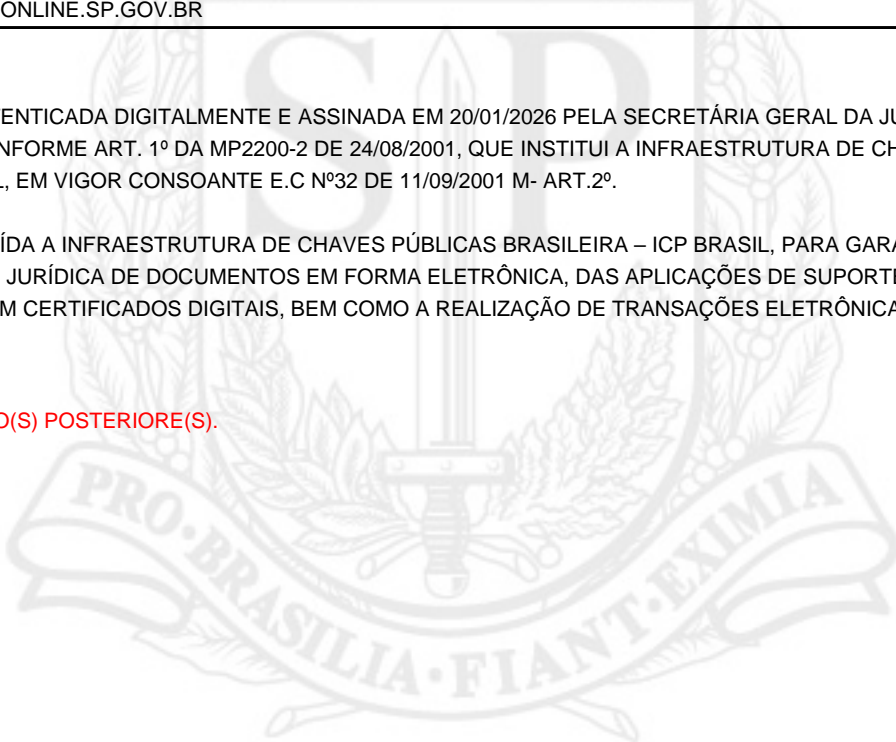 ONLINE.SP.GOV.BR
ENTICADA DIGITALMENTE E ASSINADA EM 20/01/2026 PELA SECRETÁRIA GERAL DA JU
NFORME ART. 1º DA MP2200-2 DE 24/08/2001, QUE INSTITUI A INFRAESTRUTURA DE CH
L, EM VIGOR CONSOANTE E.C Nº32 DE 11/09/2001 M- ART.2º.
ÍDA A INFRAESTRUTURA DE CHAVES PÚBLICAS BRASILEIRA – ICP BRASIL, PARA GARA
JURÍDICA DE DOCUMENTOS EM FORMA ELETRÔNICA, DAS APLICAÇÕES DE SUPORTE
M CERTIFICADOS DIGITAIS, BEM COMO A REALIZAÇÃO DE TRANSAÇÕES ELETRÔNICA
O(S) POSTERIORE(S).
SP
PRO·BRASILIA·FIANT·EXIMIA